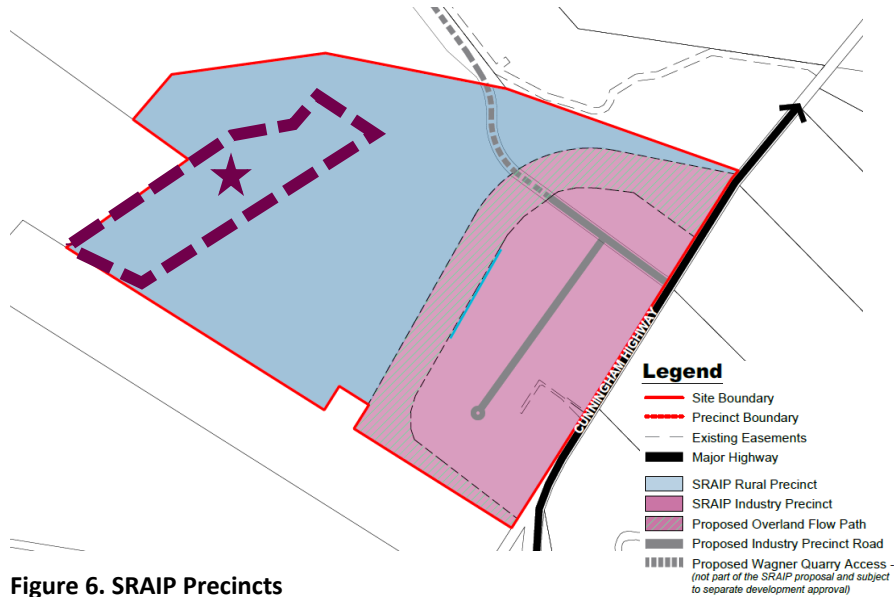 CUNNINGHAM HIGHWAY
Legend
Site Boundary
Precinct Boundary
Existing Easements
Major Highway
SRAIP Rural Precinct
SRAIP Industry Precinct
Proposed Overland Flow Path
Proposed Industry Precinct Road
Proposed Wagner Quarry Access -
(not part of the SRAIP proposal and subject
to separate development approval)
Figure 6. SRAIP Precincts